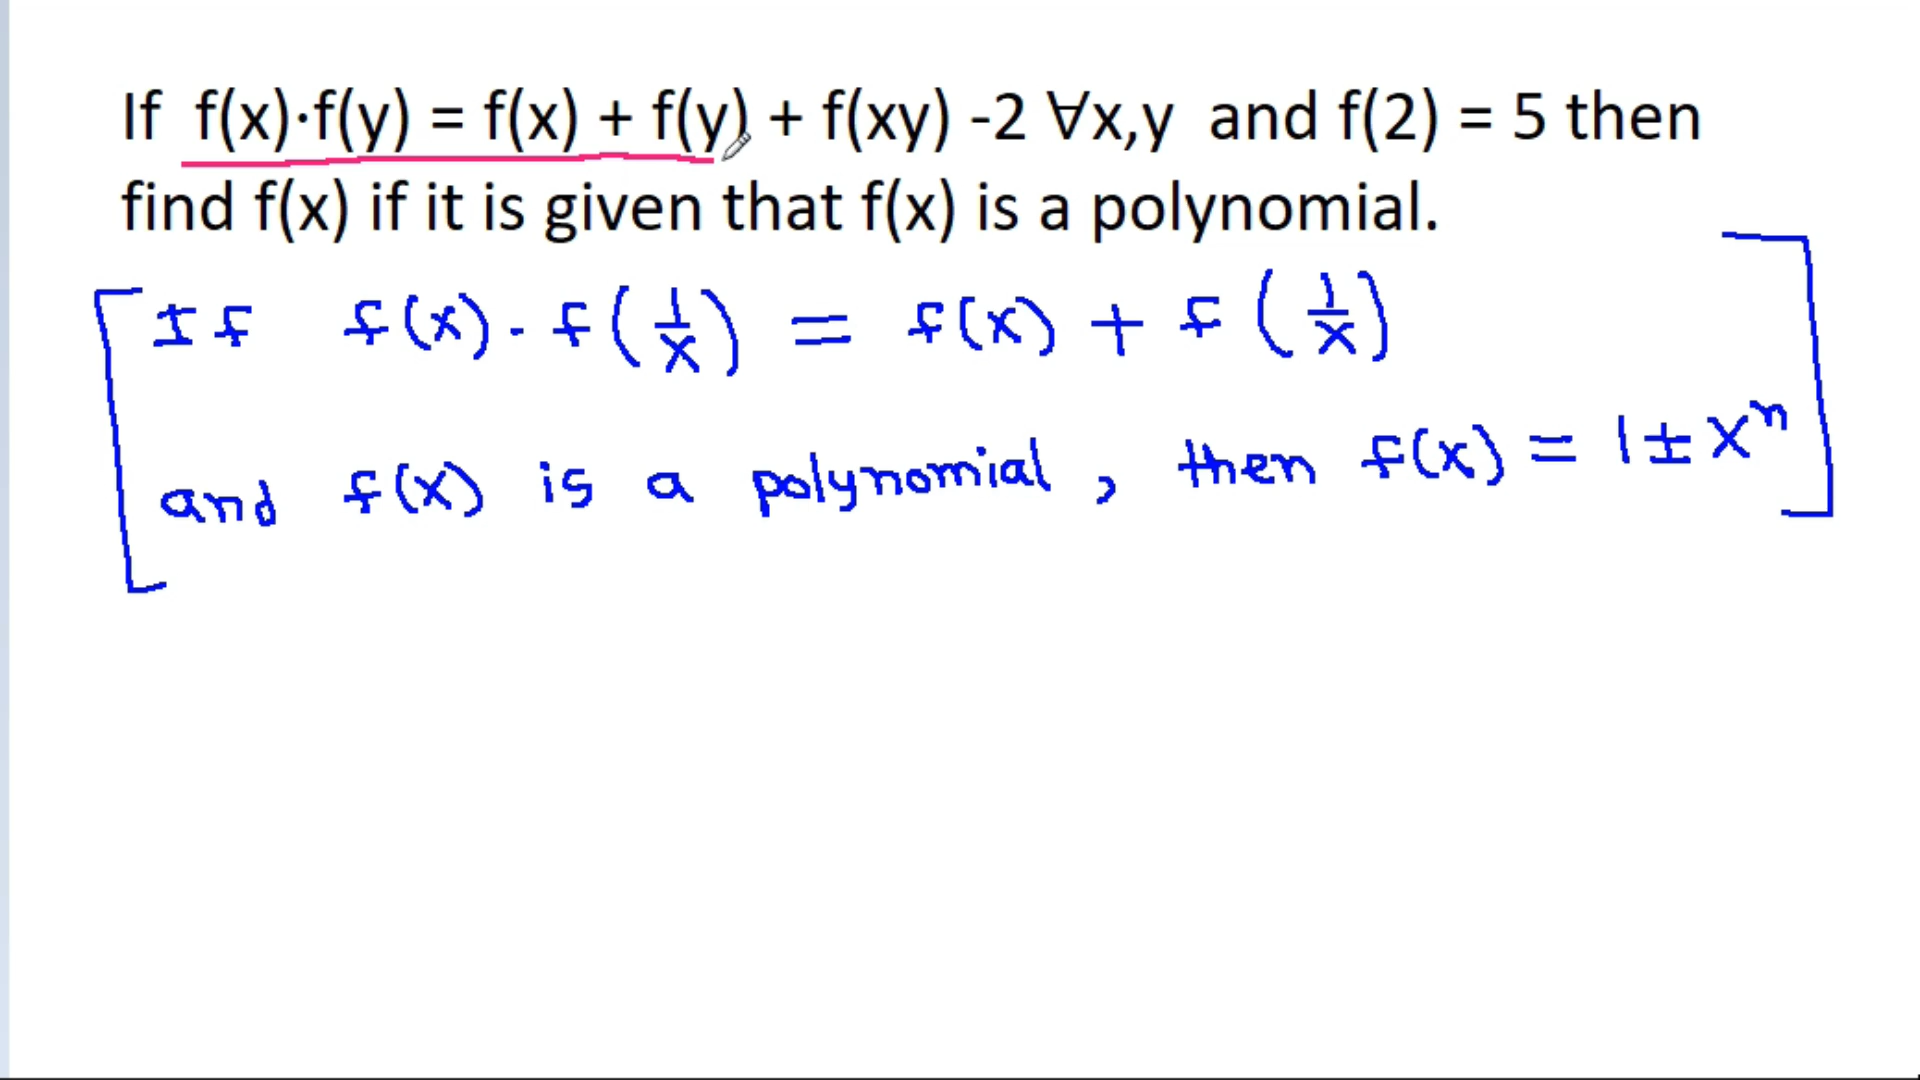 If f(x)·f(y) = f(x) + f(y) + f(xy) -2 ∀x,y and f(2) = 5 then
find f(x) if it is given that f(x) is a polynomial.
If f(x) · f(1/x) = f(x) + f(1/x)
and f(x) is a polynomial, then f(x) = 1 ± xⁿ